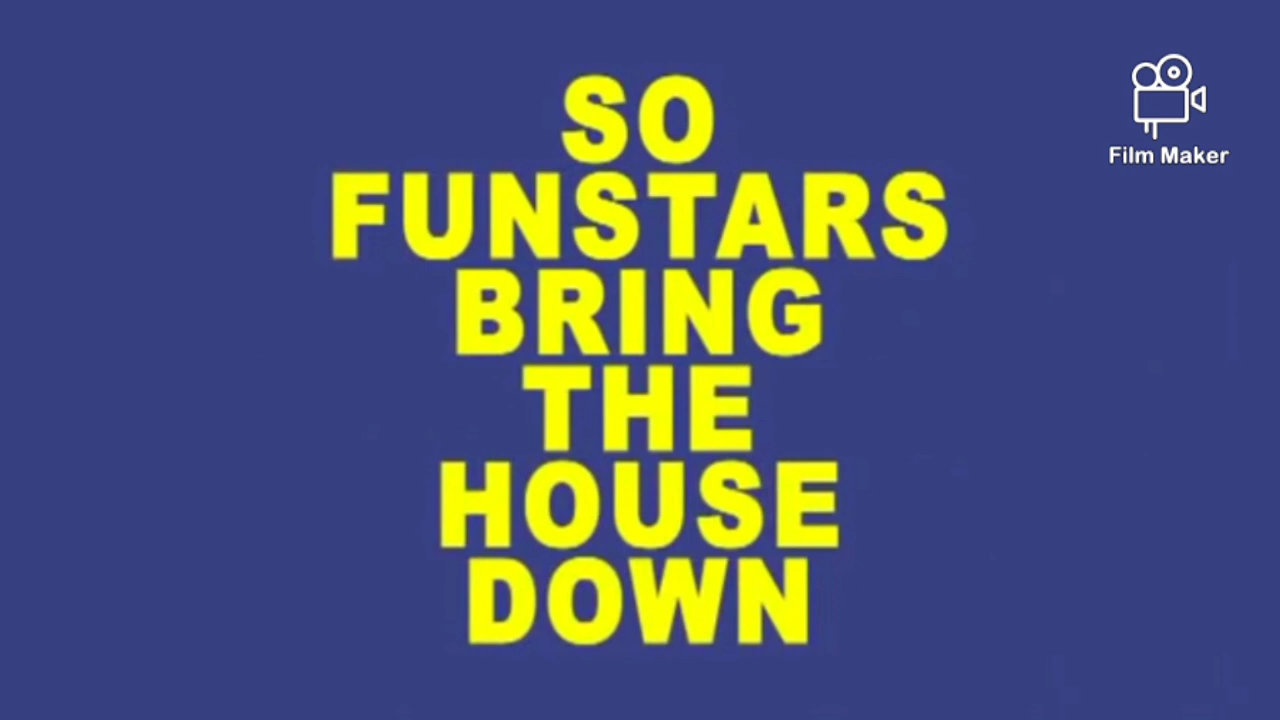 SO
FUNSTARS
BRING
THE
HOUSE
DOWN
Film Maker